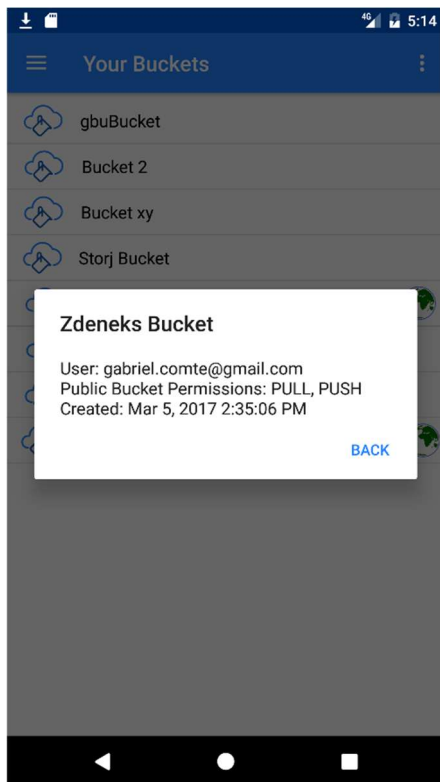 4G 5:14
Your Buckets
gbuBucket
Bucket 2
Bucket xy
Storj Bucket
Zdeneks Bucket
User: gabriel.comte@gmail.com
Public Bucket Permissions: PULL, PUSH
Created: Mar 5, 2017 2:35:06 PM
BACK